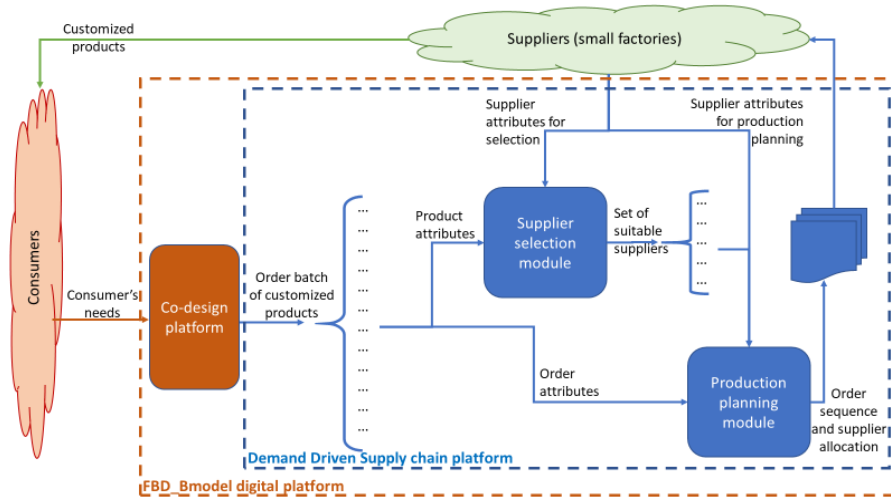 Customized
products
Suppliers (small factories)
Supplier
attributes for
selection
Supplier attributes
for production
planning
Consumers
Consumer's
needs
Co-design
platform
Order batch
of customized
products
...
...
...
...
...
...
...
...
...
...
...
...
Product
attributes
Supplier
selection
module
Set of
suitable
suppliers
...
...
...
...
...
Order
attributes
Production
planning
module
Order
sequence
and supplier
allocation
Demand Driven Supply chain platform
FBD_Bmodel digital platform